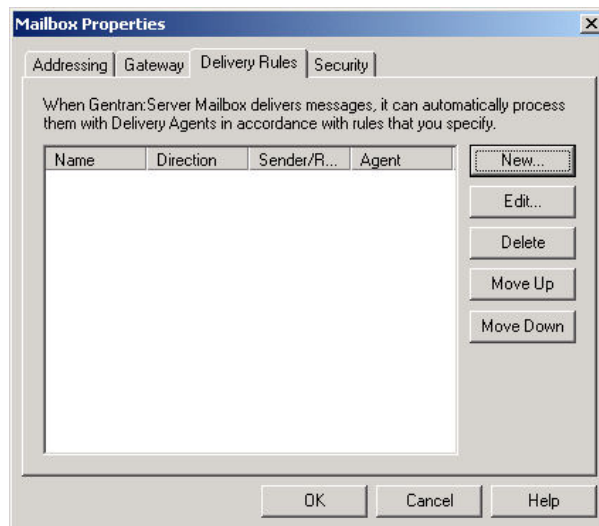 Mailbox Properties
Addressing Gateway Delivery Rules Security
When Gentran:Server Mailbox delivers messages, it can automatically process
them with Delivery Agents in accordance with rules that you specify.
Name Direction Sender/R... Agent
New...
Edit...
Delete
Move Up
Move Down
OK Cancel Help